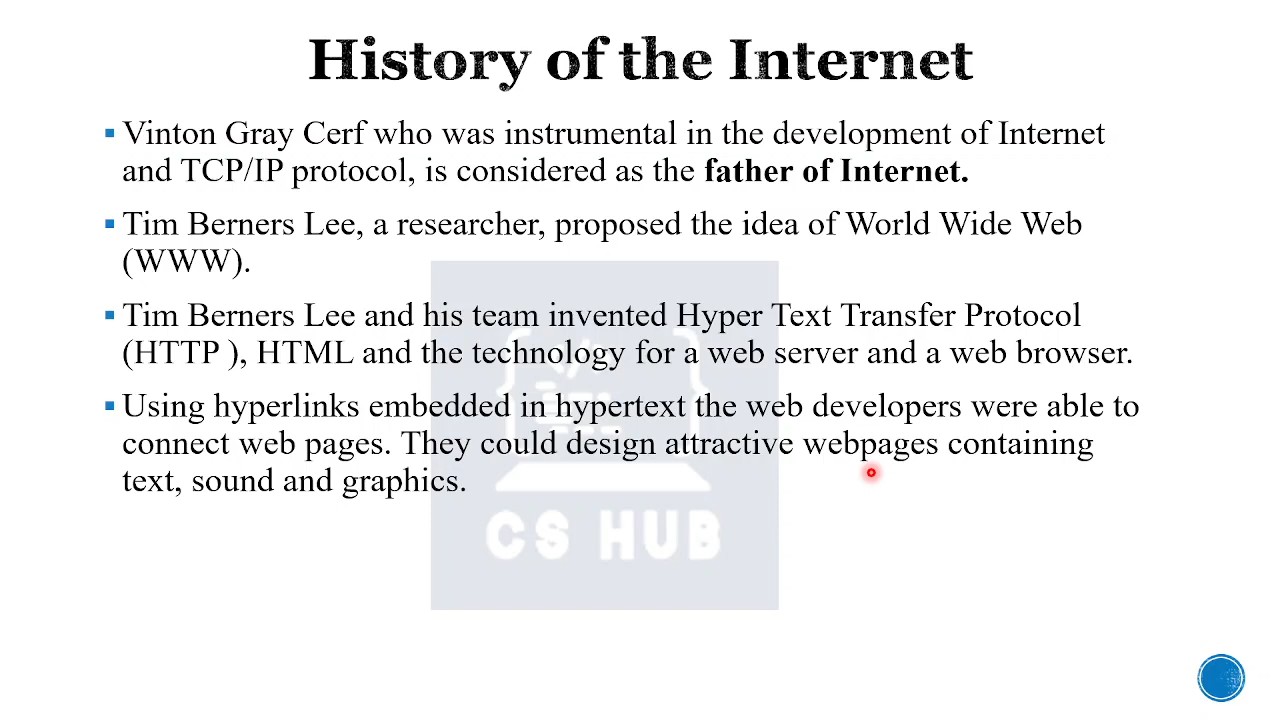 History of the Internet
▪ Vinton Gray Cerf who was instrumental in the development of Internet
and TCP/IP protocol, is considered as the father of Internet.
▪ Tim Berners Lee, a researcher, proposed the idea of World Wide Web
(WWW).
▪ Tim Berners Lee and his team invented Hyper Text Transfer Protocol
(HTTP ), HTML and the technology for a web server and a web browser.
▪ Using hyperlinks embedded in hypertext the web developers were able to
connect web pages. They could design attractive webpages containing
text, sound and graphics.
CS HUB